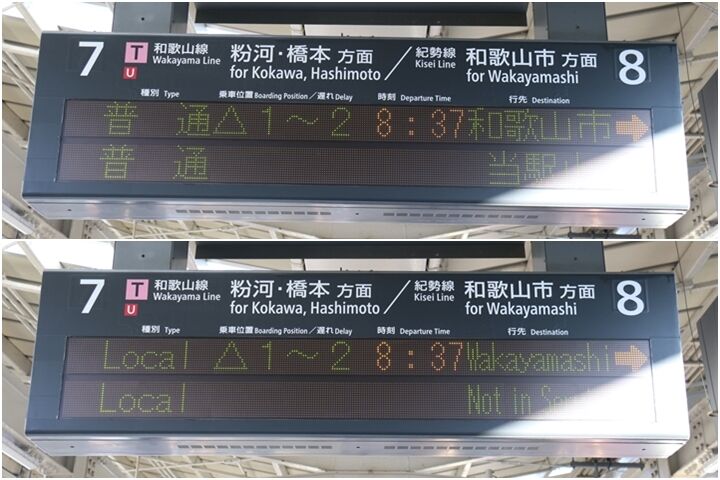 7 T 和歌山線 粉河・橋本 方面 ／ 紀勢線 和歌山市 方面 8
U Wakayama Line for Kokawa, Hashimoto Kisei Line for Wakayamashi
種別 Type 乗車位置 Boarding Position／遅れ Delay 時刻 Departure Time 行先 Destination
普通 △1～2 8:37 和歌山市 ➡
普通 当駅止
7 T 和歌山線 粉河・橋本 方面 ／ 紀勢線 和歌山市 方面 8
U Wakayama Line for Kokawa, Hashimoto Kisei Line for Wakayamashi
種別 Type 乗車位置 Boarding Position／遅れ Delay 時刻 Departure Time 行先 Destination
Local △1～2 8:37 Wakayamashi ➡
Local Not in